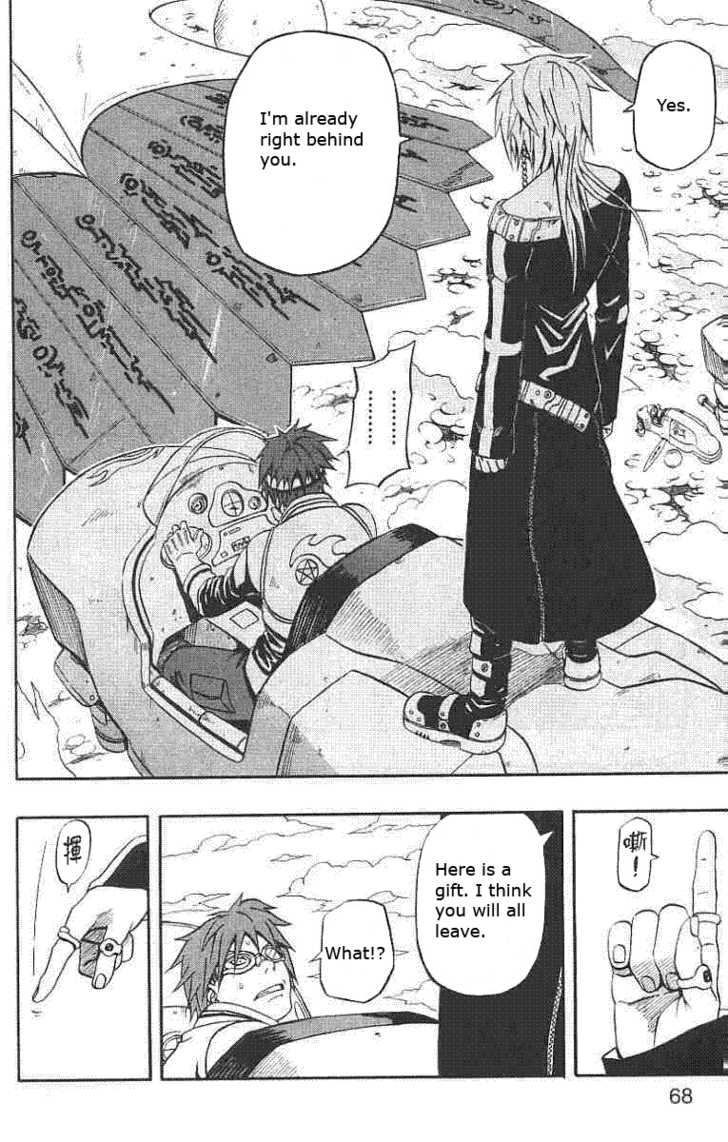 Yes.
I'm already
right behind
you.
………
嘶
!
Here is a
gift. I think
you will all
leave.
What!?
揮
68